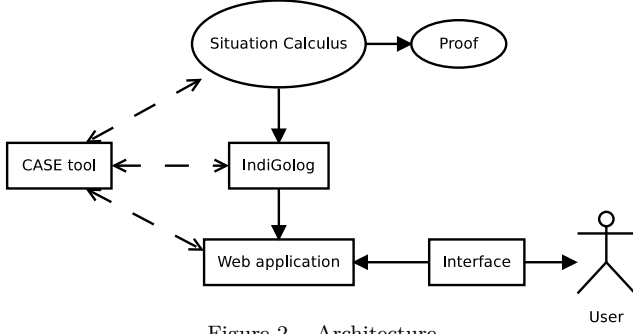 Situation Calculus
Proof
CASE tool
IndiGolog
Web application
Interface
User
Figure 2. Architecture